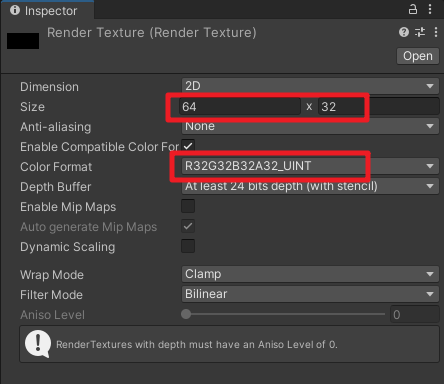 Inspector
Render Texture (Render Texture)
Open
Dimension 2D
Size 64 x 32
Anti-aliasing None
Enable Compatible Color For
Color Format R32G32B32A32_UINT
Depth Buffer At least 24 bits depth (with stencil)
Enable Mip Maps
Auto generate Mip Maps
Dynamic Scaling
Wrap Mode Clamp
Filter Mode Bilinear
Aniso Level 0
RenderTextures with depth must have an Aniso Level of 0.